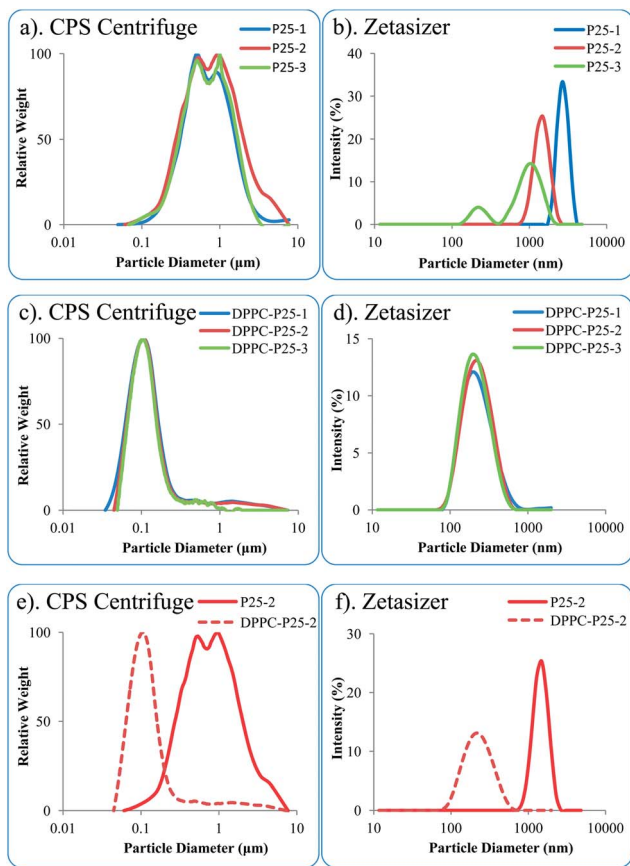 a). CPS Centrifuge
P25-1
P25-2
P25-3
100
50
0
0.01 0.1 1 10
Relative Weight
Particle Diameter (µm)
b). Zetasizer
P25-1
P25-2
P25-3
40
30
20
10
0
10 100 1000 10000
Intensity (%)
Particle Diameter (nm)
c). CPS Centrifuge
DPPC-P25-1
DPPC-P25-2
DPPC-P25-3
100
50
0
0.01 0.1 1 10
Relative Weight
Particle Diameter (µm)
d). Zetasizer
DPPC-P25-1
DPPC-P25-2
DPPC-P25-3
15
10
5
0
10 100 1000 10000
Intensity (%)
Particle Diameter (nm)
e). CPS Centrifuge
P25-2
DPPC-P25-2
100
50
0
0.01 0.1 1 10
Relative Weight
Particle Diameter (µm)
f). Zetasizer
P25-2
DPPC-P25-2
30
20
10
0
10 100 1000 10000
Intensity (%)
Particle Diameter (nm)